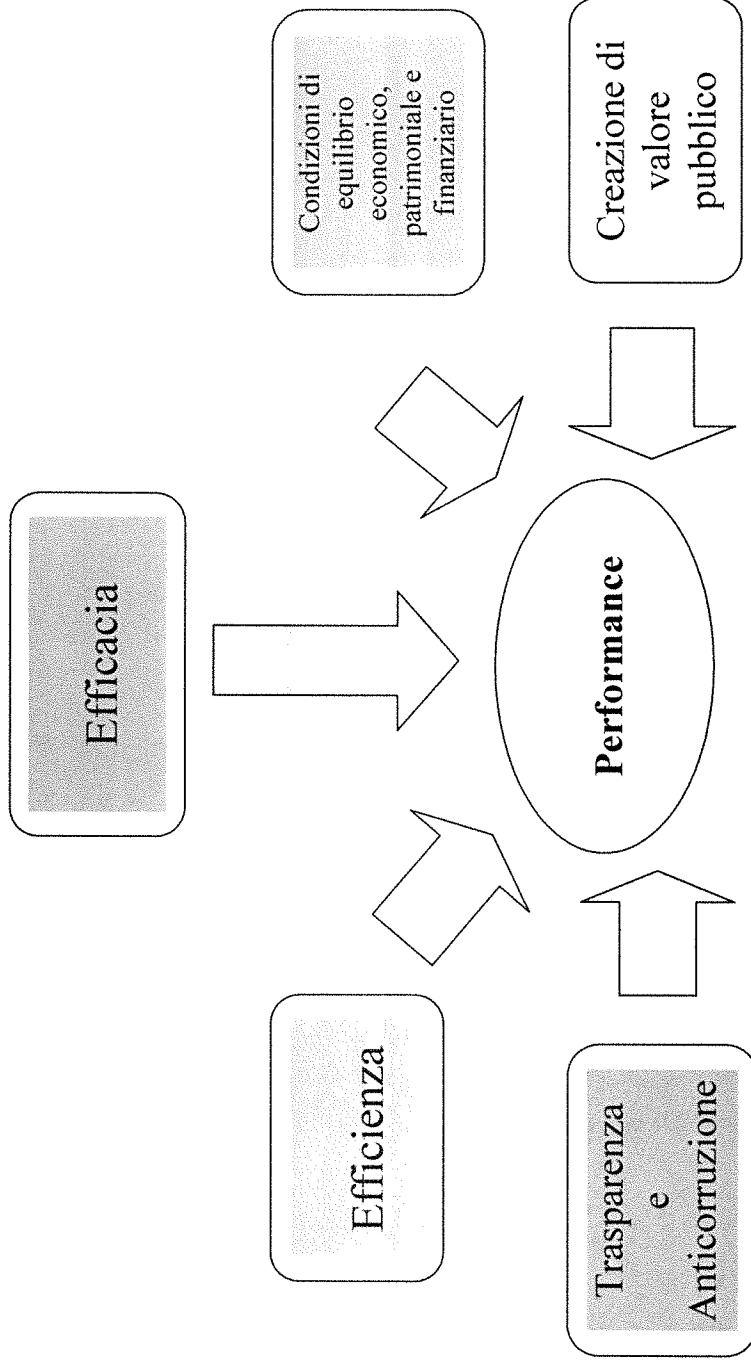 Efficacia
Efficienza
Condizioni di
equilibrio
economico,
patrimoniale e
finanziario
Trasparenza
e
Anticorruzione
Performance
Creazione di
valore
pubblico